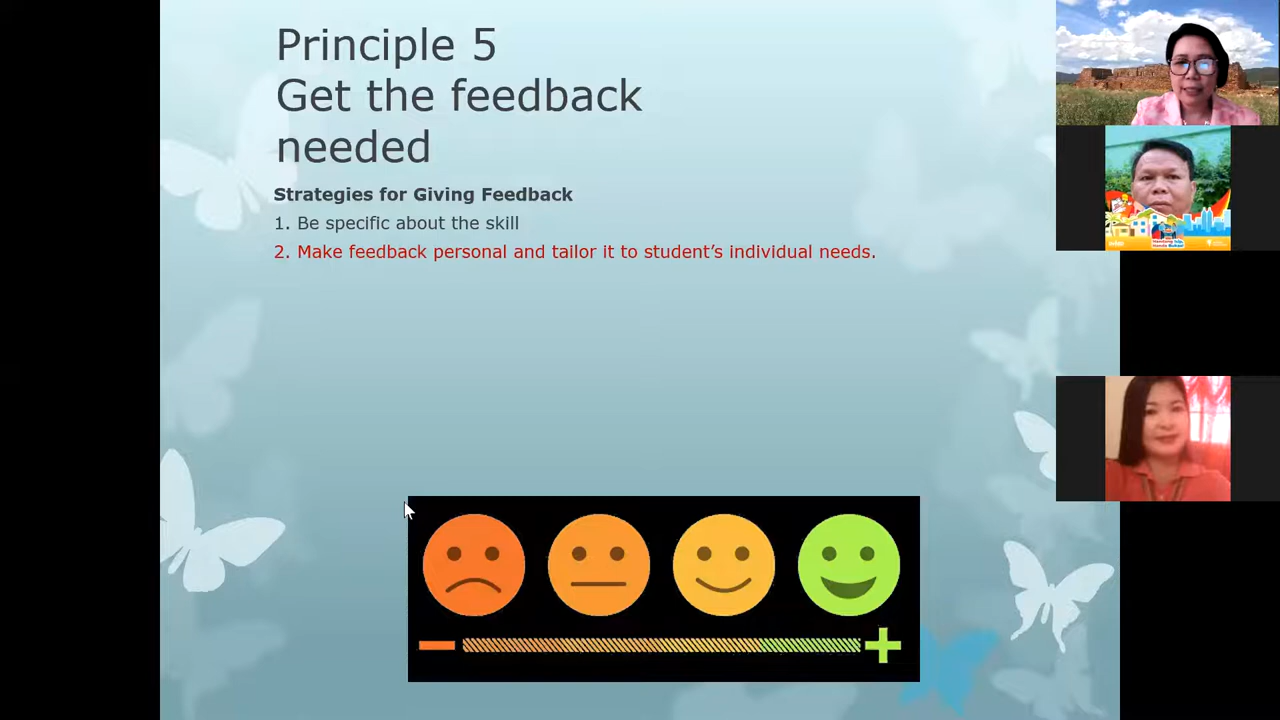 Principle 5
Get the feedback
needed
Strategies for Giving Feedback
1. Be specific about the skill
2. Make feedback personal and tailor it to student's individual needs.